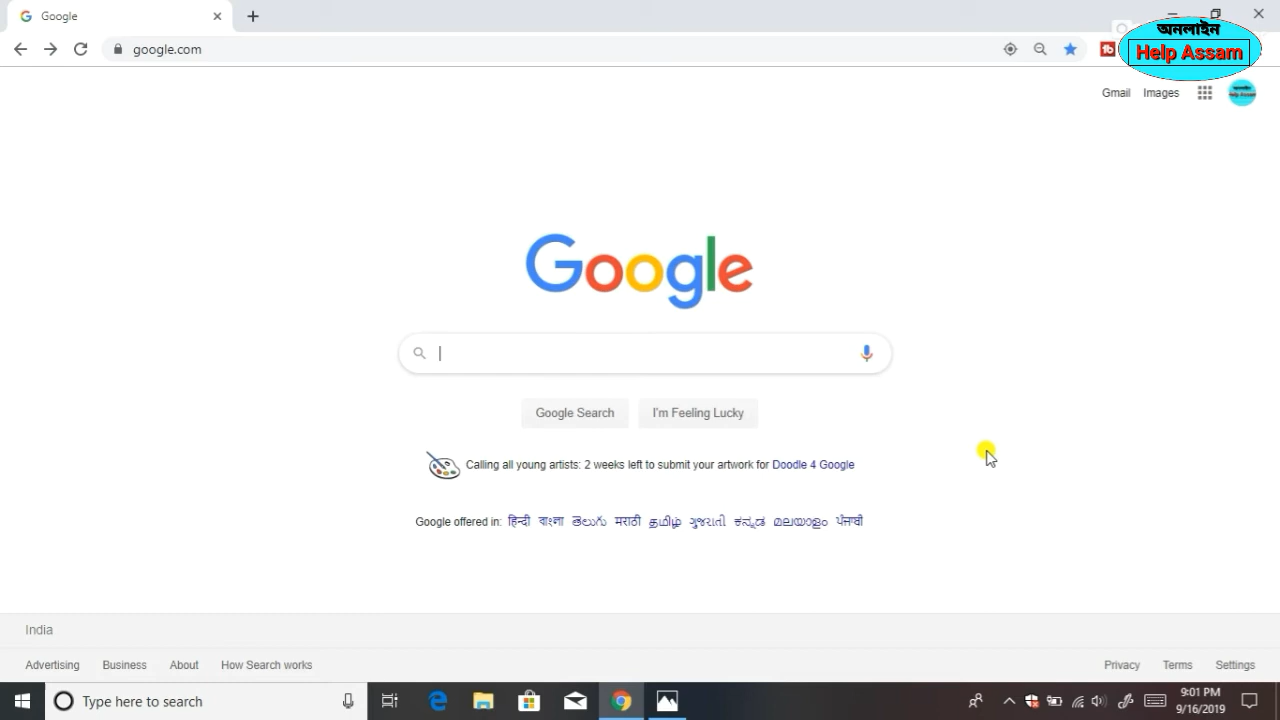 Google
google.com
অনলাইন
Help Assam
Gmail Images
Google
Google Search I'm Feeling Lucky
Calling all young artists: 2 weeks left to submit your artwork for Doodle 4 Google
Google offered in: हिन्दी বাংলা తెలుగు मराठी தமிழ் ગુજરાતી ಕನ್ನಡ മലയാളം ਪੰਜਾਬੀ
India
Advertising Business About How Search works Privacy Terms Settings
Type here to search
9:01 PM
9/16/2019